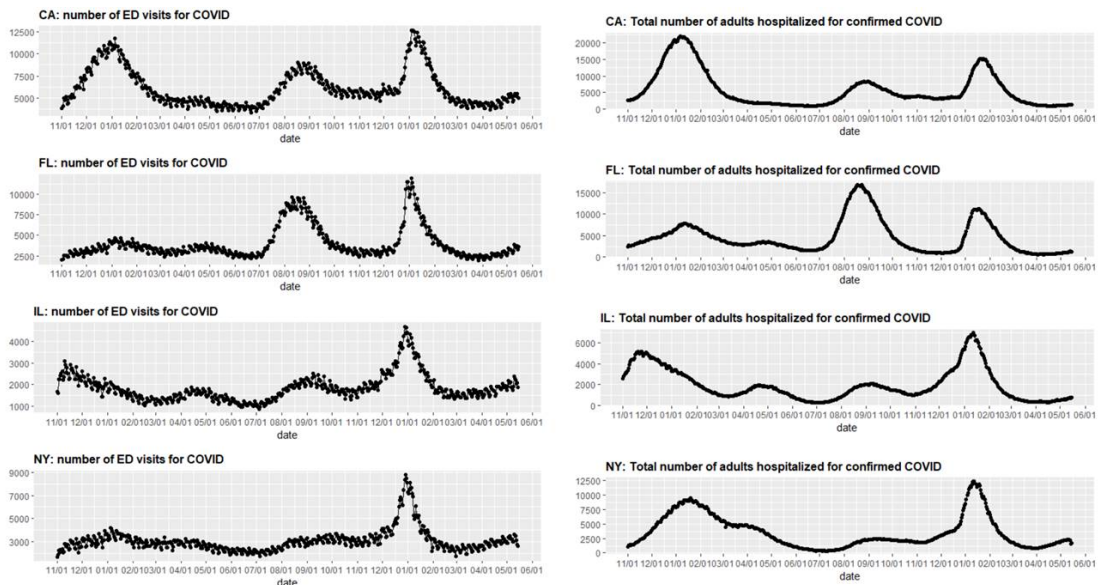 CA: number of ED visits for COVID
12500
10000
7500
5000
11/01 12/01 01/01 02/01 03/01 04/01 05/01 06/01 07/01 08/01 09/01 10/01 11/01 12/01 01/01 02/01 03/01 04/01 05/01 06/01
date
FL: number of ED visits for COVID
10000
7500
5000
2500
11/01 12/01 01/01 02/01 03/01 04/01 05/01 06/01 07/01 08/01 09/01 10/01 11/01 12/01 01/01 02/01 03/01 04/01 05/01 06/01
date
IL: number of ED visits for COVID
4000
3000
2000
1000
11/01 12/01 01/01 02/01 03/01 04/01 05/01 06/01 07/01 08/01 09/01 10/01 11/01 12/01 01/01 02/01 03/01 04/01 05/01 06/01
date
NY: number of ED visits for COVID
9000
7000
5000
3000
11/01 12/01 01/01 02/01 03/01 04/01 05/01 06/01 07/01 08/01 09/01 10/01 11/01 12/01 01/01 02/01 03/01 04/01 05/01 06/01
date
CA: Total number of adults hospitalized for confirmed COVID
20000
15000
10000
5000
0
11/01 12/01 01/01 02/01 03/01 04/01 05/01 06/01 07/01 08/01 09/01 10/01 11/01 12/01 01/01 02/01 03/01 04/01 05/01 06/01
date
FL: Total number of adults hospitalized for confirmed COVID
15000
10000
5000
0
11/01 12/01 01/01 02/01 03/01 04/01 05/01 06/01 07/01 08/01 09/01 10/01 11/01 12/01 01/01 02/01 03/01 04/01 05/01 06/01
date
IL: Total number of adults hospitalized for confirmed COVID
6000
4000
2000
0
11/01 12/01 01/01 02/01 03/01 04/01 05/01 06/01 07/01 08/01 09/01 10/01 11/01 12/01 01/01 02/01 03/01 04/01 05/01 06/01
date
NY: Total number of adults hospitalized for confirmed COVID
12500
10000
7500
5000
2500
0
11/01 12/01 01/01 02/01 03/01 04/01 05/01 06/01 07/01 08/01 09/01 10/01 11/01 12/01 01/01 02/01 03/01 04/01 05/01 06/01
date